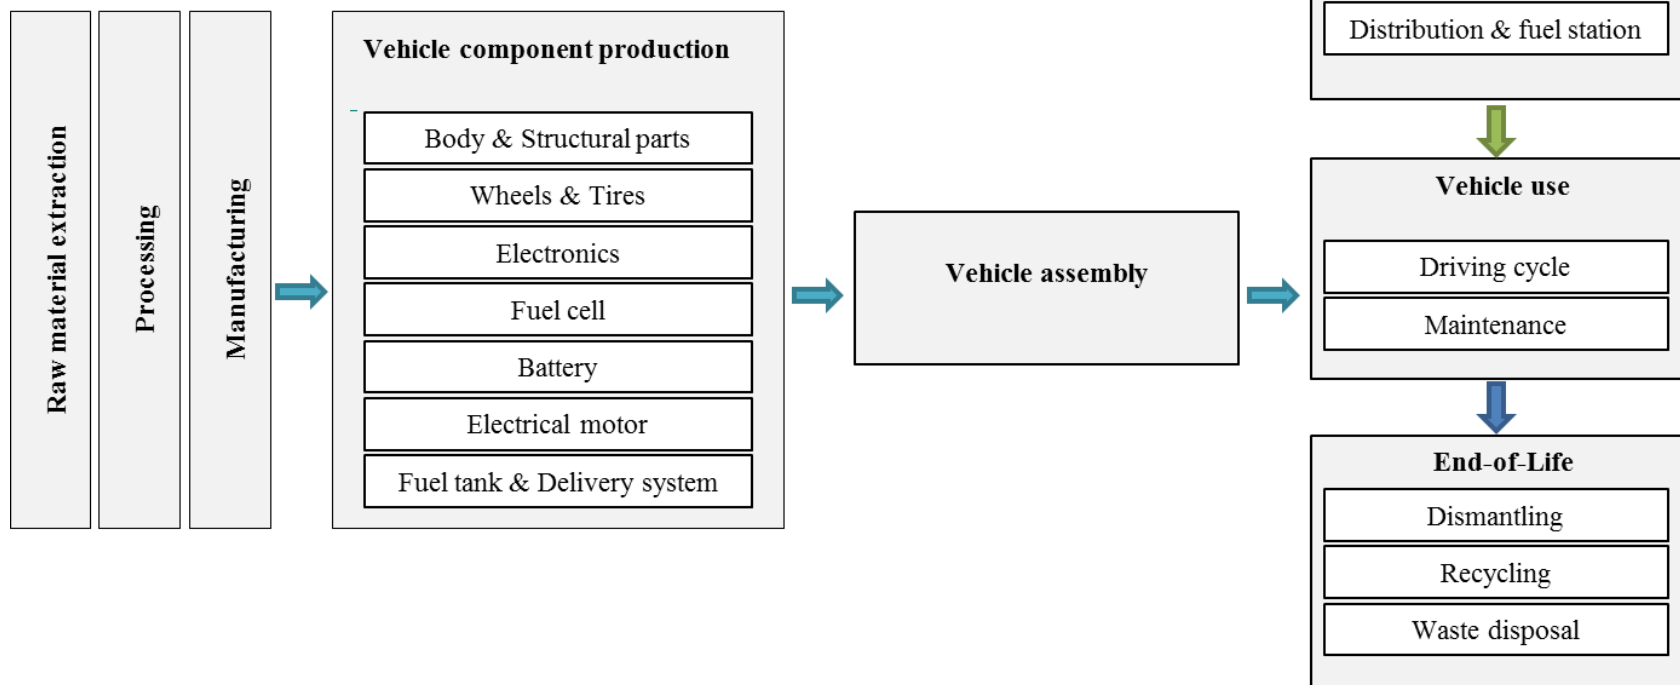 Raw material extraction
Processing
Manufacturing
Vehicle component production
Body & Structural parts
Wheels & Tires
Electronics
Fuel cell
Battery
Electrical motor
Fuel tank & Delivery system
Vehicle assembly
Distribution & fuel station
Vehicle use
Driving cycle
Maintenance
End-of-Life
Dismantling
Recycling
Waste disposal